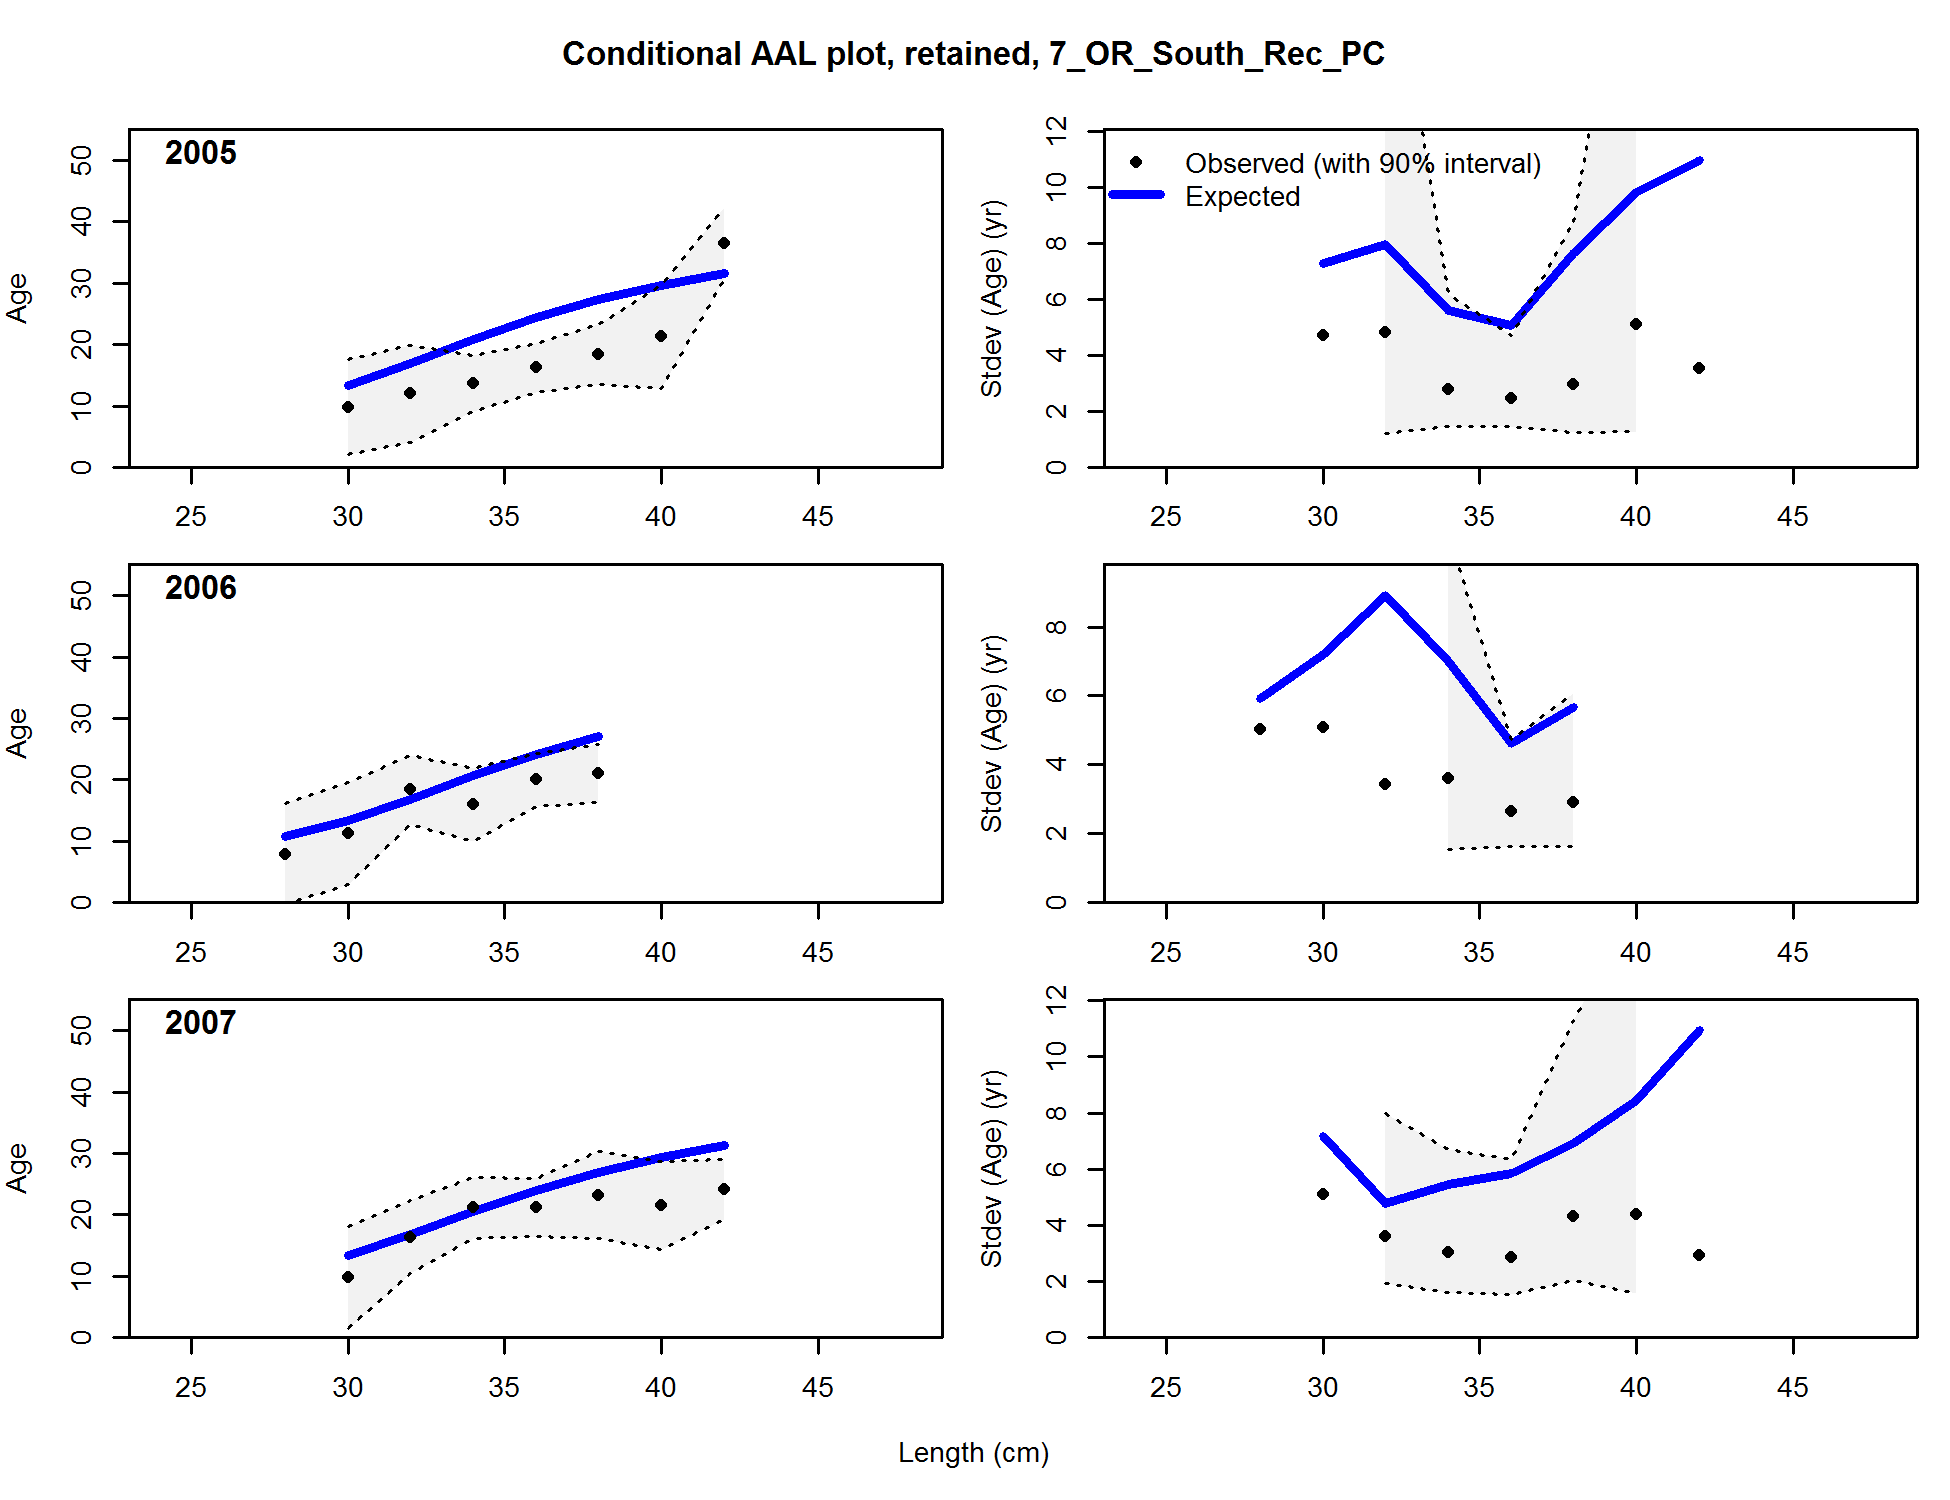 Conditional AAL plot, retained, 7_OR_South_Rec_PC
2005
Age
0 10 20 30 40 50
25 30 35 40 45
Observed (with 90% interval)
Expected
Stdev (Age) (yr)
0 2 4 6 8 10 12
25 30 35 40 45
2006
Age
0 10 20 30 40 50
25 30 35 40 45
Stdev (Age) (yr)
0 2 4 6 8
25 30 35 40 45
2007
Age
0 10 20 30 40 50
25 30 35 40 45
Stdev (Age) (yr)
0 2 4 6 8 10 12
25 30 35 40 45
Length (cm)